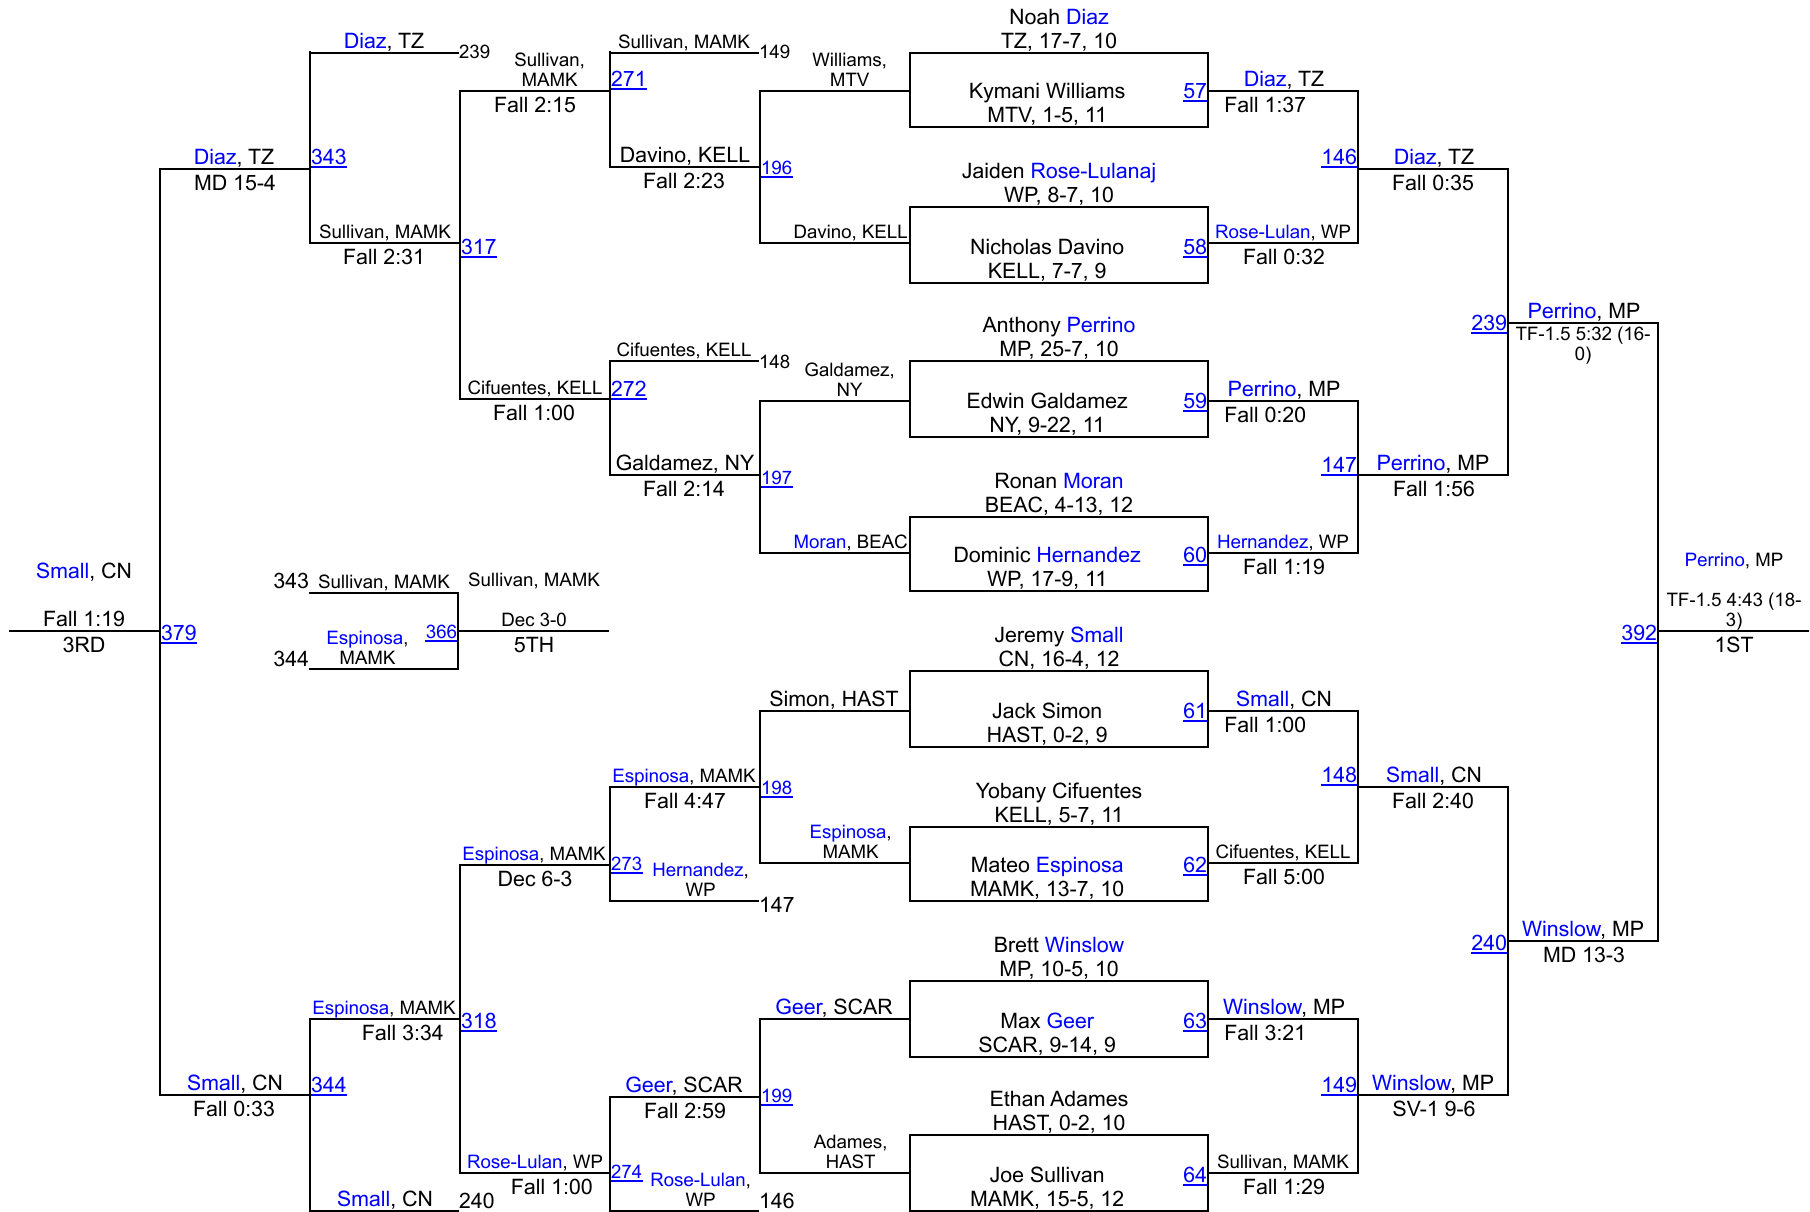 Noah Diaz
TZ, 17-7, 10
Kymani Williams
MTV, 1-5, 11
57
Jaiden Rose-Lulanaj
WP, 8-7, 10
Nicholas Davino
KELL, 7-7, 9
58
Anthony Perrino
MP, 25-7, 10
Edwin Galdamez
NY, 9-22, 11
59
Ronan Moran
BEAC, 4-13, 12
Dominic Hernandez
WP, 17-9, 11
60
Jeremy Small
CN, 16-4, 12
Jack Simon
HAST, 0-2, 9
61
Yobany Cifuentes
KELL, 5-7, 11
Mateo Espinosa
MAMK, 13-7, 10
62
Brett Winslow
MP, 10-5, 10
Max Geer
SCAR, 9-14, 9
63
Ethan Adames
HAST, 0-2, 10
Joe Sullivan
MAMK, 15-5, 12
64
Diaz, TZ
Fall 1:37
146
Rose-Lulan, WP
Fall 0:32
Perrino, MP
Fall 0:20
147
Hernandez, WP
Fall 1:19
Small, CN
Fall 1:00
148
Cifuentes, KELL
Fall 5:00
Winslow, MP
Fall 3:21
149
Sullivan, MAMK
Fall 1:29
Diaz, TZ
Fall 0:35
239
Perrino, MP
Fall 1:56
Small, CN
Fall 2:40
240
Winslow, MP
SV-1 9-6
Perrino, MP
TF-1.5 5:32 (16-
0)
392
Winslow, MP
MD 13-3
Perrino, MP
TF-1.5 4:43 (18-
3)
1ST
Williams,
MTV
196
Davino, KELL
Galdamez,
NY
197
Moran, BEAC
Simon, HAST
198
Espinosa,
MAMK
Geer, SCAR
199
Adames,
HAST
Sullivan, MAMK
149
271
Davino, KELL
Fall 2:23
Cifuentes, KELL
148
272
Galdamez, NY
Fall 2:14
Espinosa, MAMK
Fall 4:47
273
Hernandez,
WP
147
Geer, SCAR
Fall 2:59
274
Rose-Lulan,
WP
146
Sullivan,
MAMK
Fall 2:15
317
Cifuentes, KELL
Fall 1:00
Espinosa, MAMK
Dec 6-3
318
Rose-Lulan, WP
Fall 1:00
Diaz, TZ
239
343
Sullivan, MAMK
Fall 2:31
Espinosa, MAMK
Fall 3:34
344
Small, CN
240
Diaz, TZ
MD 15-4
379
Small, CN
Fall 0:33
Small, CN
Fall 1:19
3RD
343
Sullivan, MAMK
366
344
Espinosa,
MAMK
Sullivan, MAMK
Dec 3-0
5TH